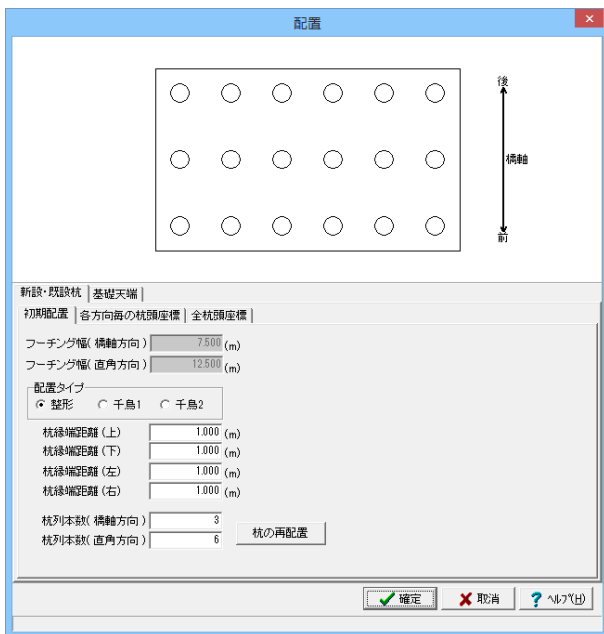 配置
後
橋軸
前
新設・既設杭 基礎天端
初期配置 各方向毎の杭頭座標 全杭頭座標
フーチング幅(橋軸方向) 7.500 (m)
フーチング幅(直角方向) 12.500 (m)
配置タイプ
整形 千鳥1 千鳥2
杭縁端距離(上) 1.000 (m)
杭縁端距離(下) 1.000 (m)
杭縁端距離(左) 1.000 (m)
杭縁端距離(右) 1.000 (m)
杭列本数(橋軸方向) 3
杭列本数(直角方向) 6
杭の再配置
確定 取消 ? ヘルプ(H)